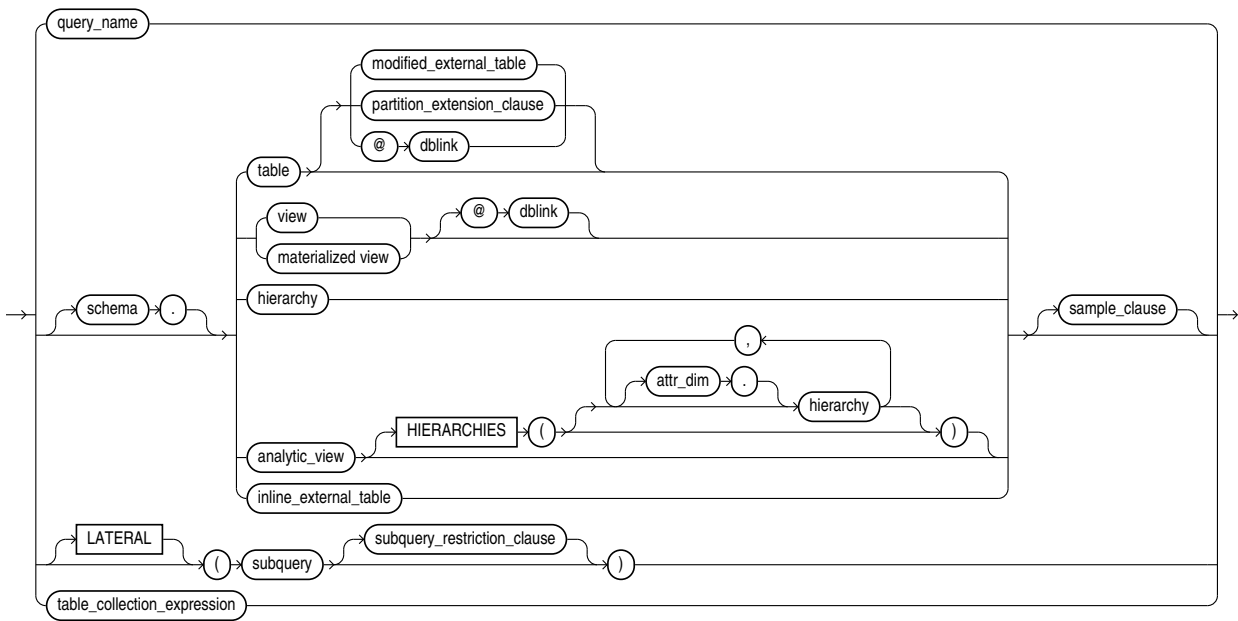 query_name
modified_external_table
partition_extension_clause
@ dblink
table
view
@ dblink
materialized view
hierarchy
schema .
sample_clause
,
attr_dim .
hierarchy
HIERARCHIES ( )
analytic_view
inline_external_table
LATERAL
subquery_restriction_clause
( subquery )
table_collection_expression